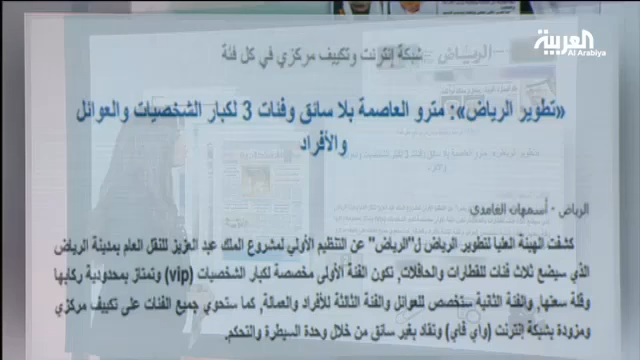 العربية
Al Arabiya
الرياض
شبكة إنترنت وتكييف مركزي في كل فئة
«تطوير الرياض»: مترو العاصمة بلا سائق وفئات 3 لكبار الشخصيات والعوائل
والأفراد
الرياض - أسمهان الغامدي
كشفت الهيئة العليا لتطوير الرياض ل"الرياض" عن التنظيم الأولي لمشروع الملك عبد العزيز للنقل العام بمدينة الرياض
الذي سيضع ثلاث فئات للقطارات والحافلات, تكون الفئة الأولى مخصصة لكبار الشخصيات (vip) وتمتاز بمحدودية ركابها
وقلة سعتها, والفئة الثانية ستخصص للعوائل والفئة الثالثة للأفراد والعمالة, كما ستحوي جميع الفئات على تكييف مركزي
ومزودة بشبكة إنترنت (واي فاي) وتقاد بغير سائق من خلال وحدة السيطرة والتحكم.